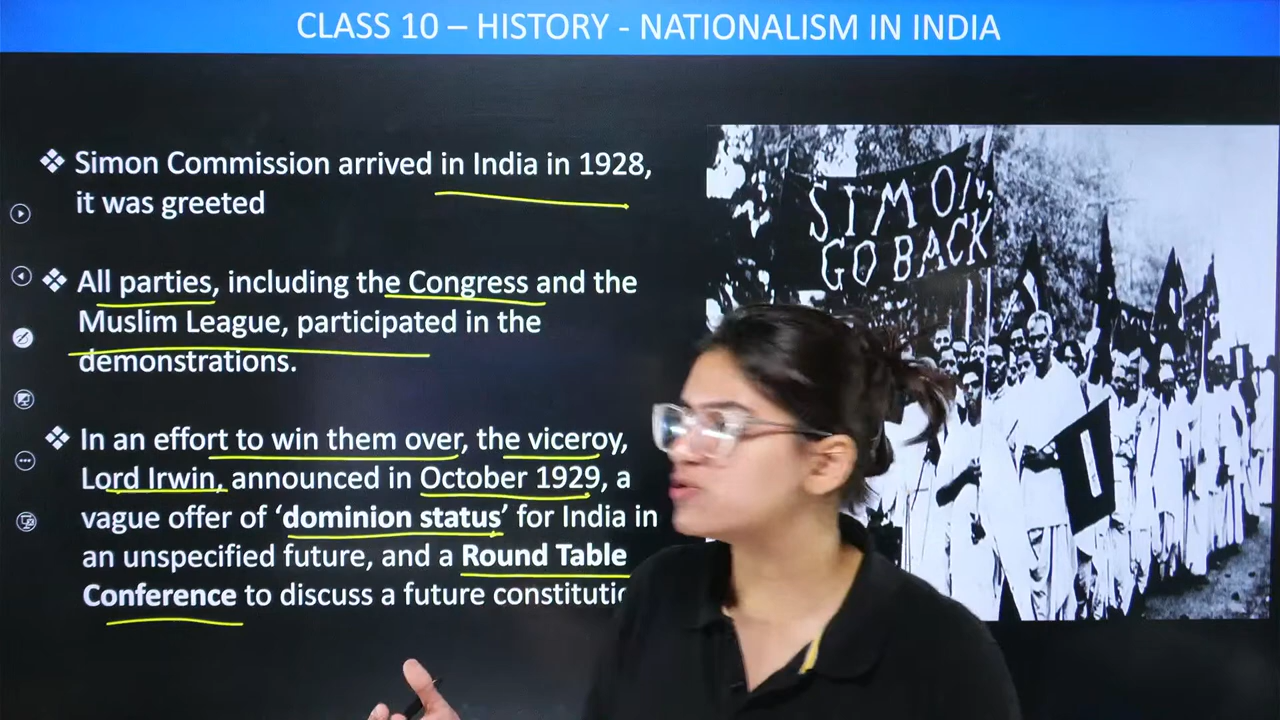 CLASS 10 – HISTORY - NATIONALISM IN INDIA
❖ Simon Commission arrived in India in 1928,
it was greeted
❖ All parties, including the Congress and the
Muslim League, participated in the
demonstrations.
❖ In an effort to win them over, the viceroy,
Lord Irwin, announced in October 1929, a
vague offer of ‘dominion status’ for India in
an unspecified future, and a Round Table
Conference to discuss a future constitutio
SIMON,
GO BACK